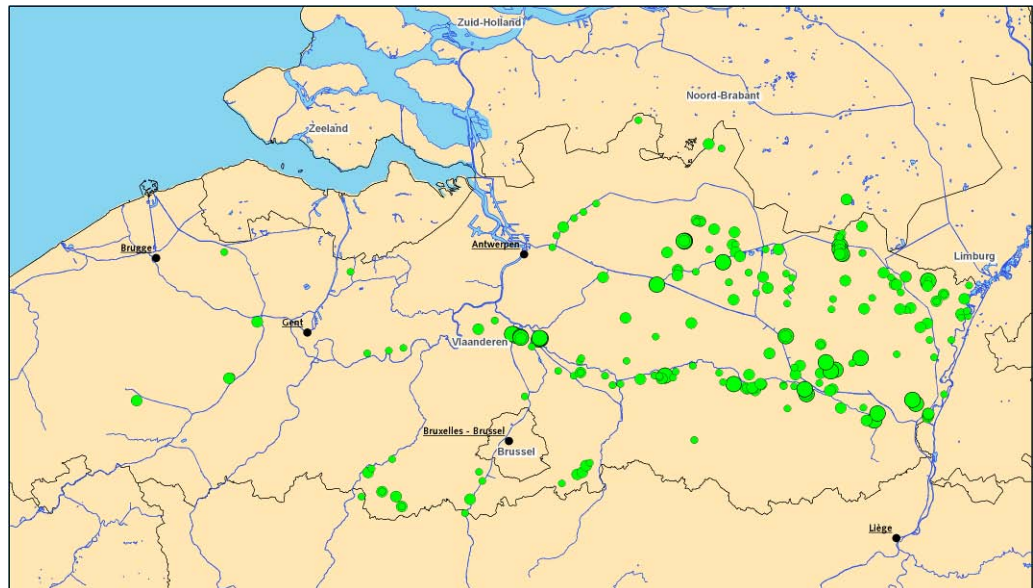 Zuid-Holland
Noord-Brabant
Zeeland
Brugge
Antwerpen
Limburg
Gent
Vlaanderen
Bruxelles - Brussel
Brussel
Liège